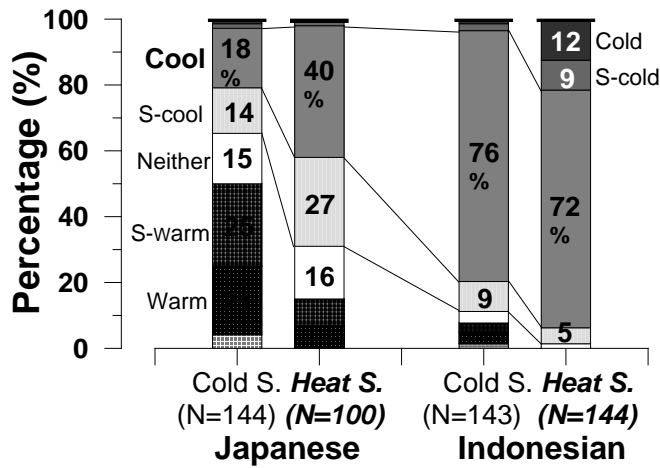 Percentage (%)
100
80
60
40
20
0
Cool
S-cool
Neither
S-warm
Warm
18
%
14
15
25
40
%
27
16
76
%
9
12
9
72
%
5
Cold
S-cold
Cold S. Heat S.
(N=144) (N=100)
Japanese
Cold S. Heat S.
(N=143) (N=144)
Indonesian